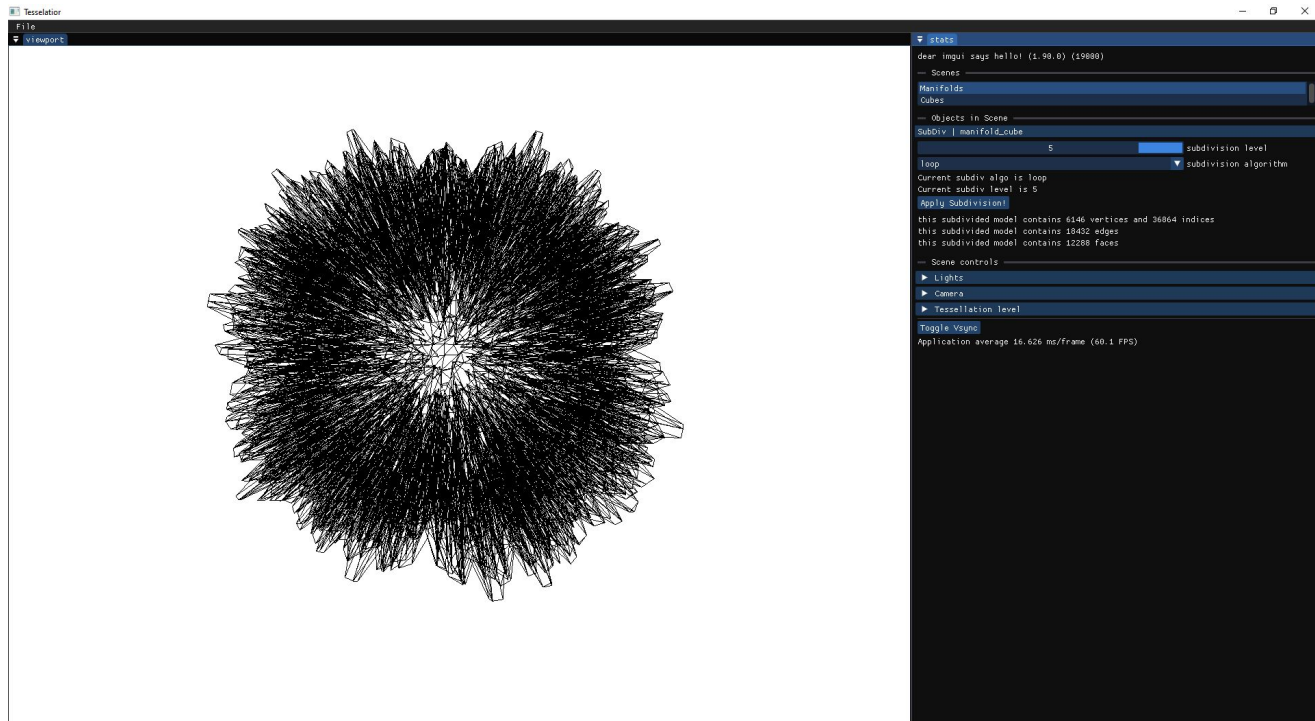 Tesselatior
File
viewport
stats
dear imgui says hello! (1.90.0) (19000)
Scenes
Manifolds
Cubes
Objects in Scene
SubDiv | manifold_cube
5 subdivision level
loop subdivision algorithm
Current subdiv algo is loop
Current subdiv level is 5
Apply Subdivision!
this subdivided model contains 6146 vertices and 36864 indices
this subdivided model contains 18432 edges
this subdivided model contains 12288 faces
Scene controls
Lights
Camera
Tessellation level
Toggle Vsync
Application average 16.626 ms/frame (60.1 FPS)